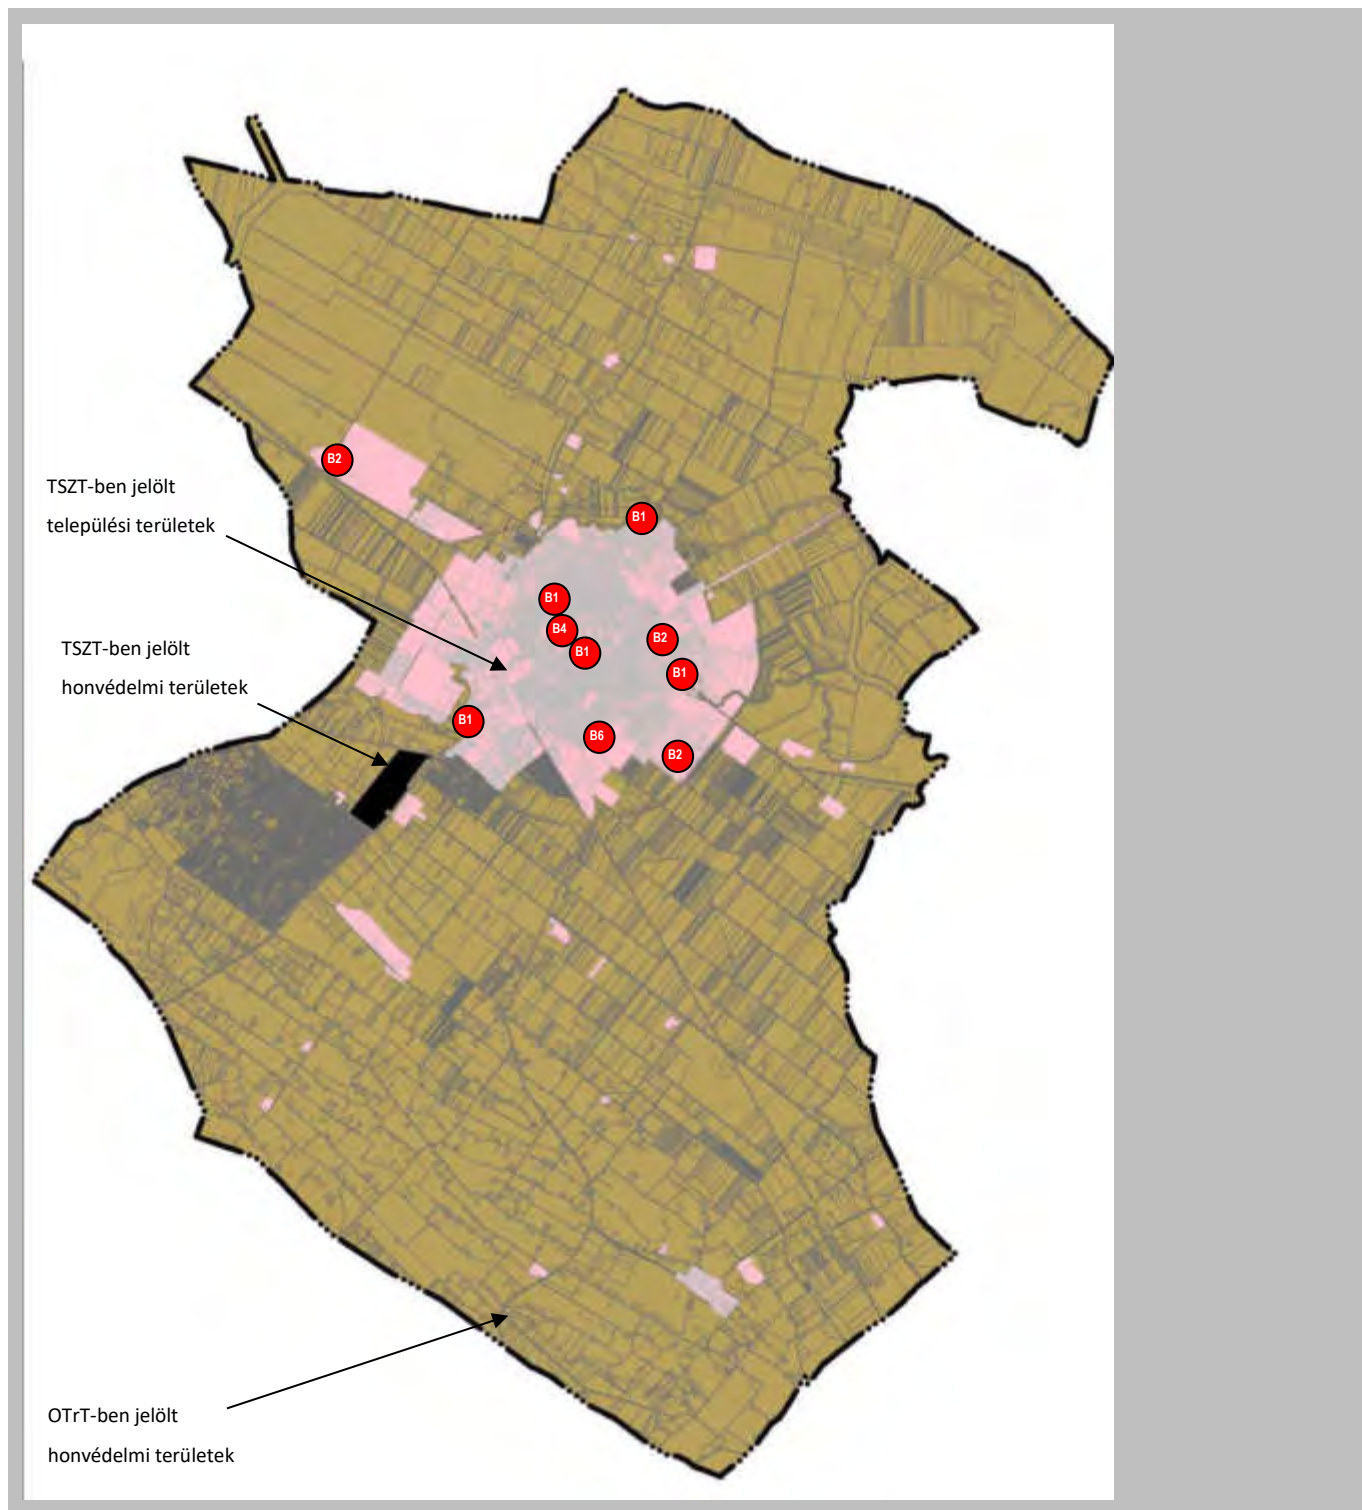 B2
TSZT-ben jelölt
települési területek
B1
B1
B4
B2
B1
B1
TSZT-ben jelölt
honvédelmi területek
B1
B6
B2
OTrT-ben jelölt
honvédelmi területek